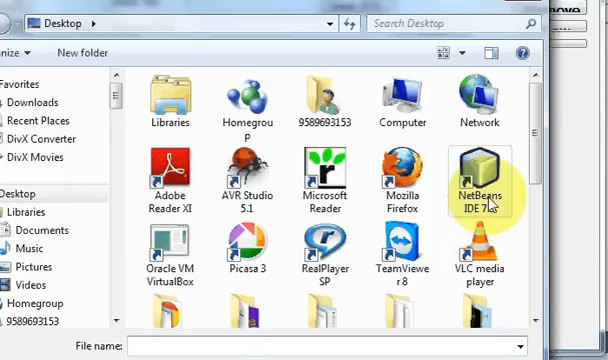 Desktop
Search Desktop
nize
New folder
Favorites
Downloads
Recent Places
DivX Converter
DivX Movies
Desktop
Libraries
Documents
Music
Pictures
Videos
Homegroup
9589693153
Libraries
Homegrou
p
9589693153
Computer
Network
Adobe
Reader XI
AVR Studio
5.1
Microsoft
Reader
Mozilla
Firefox
NetBeans
IDE
Oracle VM
VirtualBox
Picasa 3
RealPlayer
SP
TeamViewe
r 8
VLC media
player
File name: